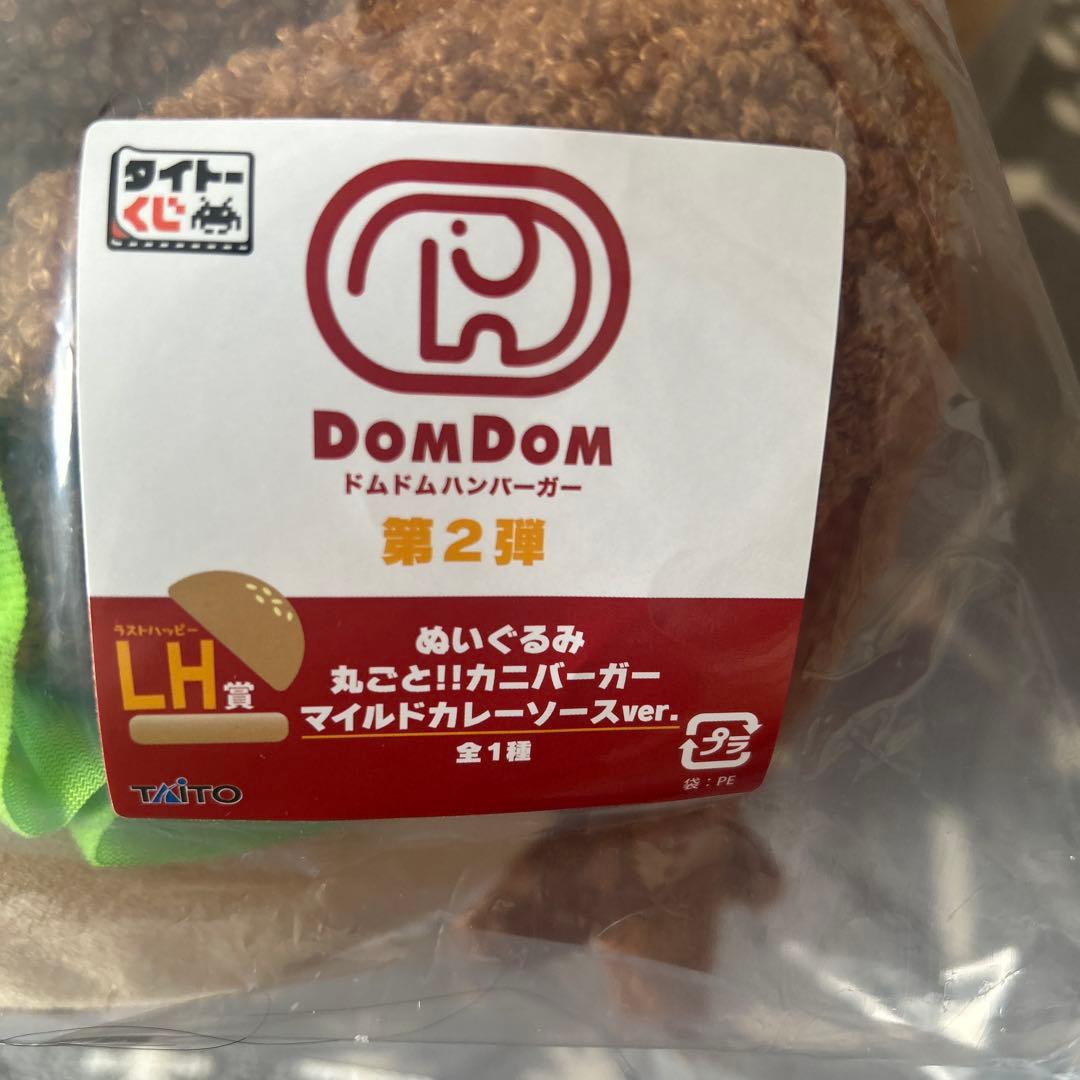 タイトー
くじ
DOMDOM
ドムドムハンバーガー
第2弾
ラストハッピー
LH賞
ぬいぐるみ
丸ごと!!カニバーガー
マイルドカレーソースver.
全1種
プラ
袋：PE
TAITO